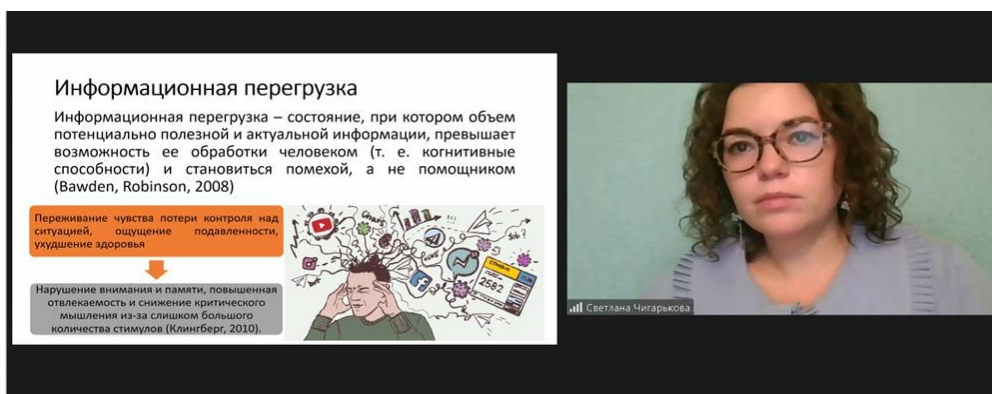 Информационная перегрузка
Информационная перегрузка – состояние, при котором объем
потенциально полезной и актуальной информации, превышает
возможность ее обработки человеком (т. е. когнитивные
способности) и становиться помехой, а не помощником
(Bawden, Robinson, 2008)
Переживание чувства потери контроля над
ситуацией, ощущение подавленности,
ухудшение здоровья
Нарушение внимания и памяти, повышенная
отвлекаемость и снижение критического
мышления из-за слишком большого
количества стимулов (Клингберг, 2010).
Chats
Job?
2582
Светлана Чигарькова